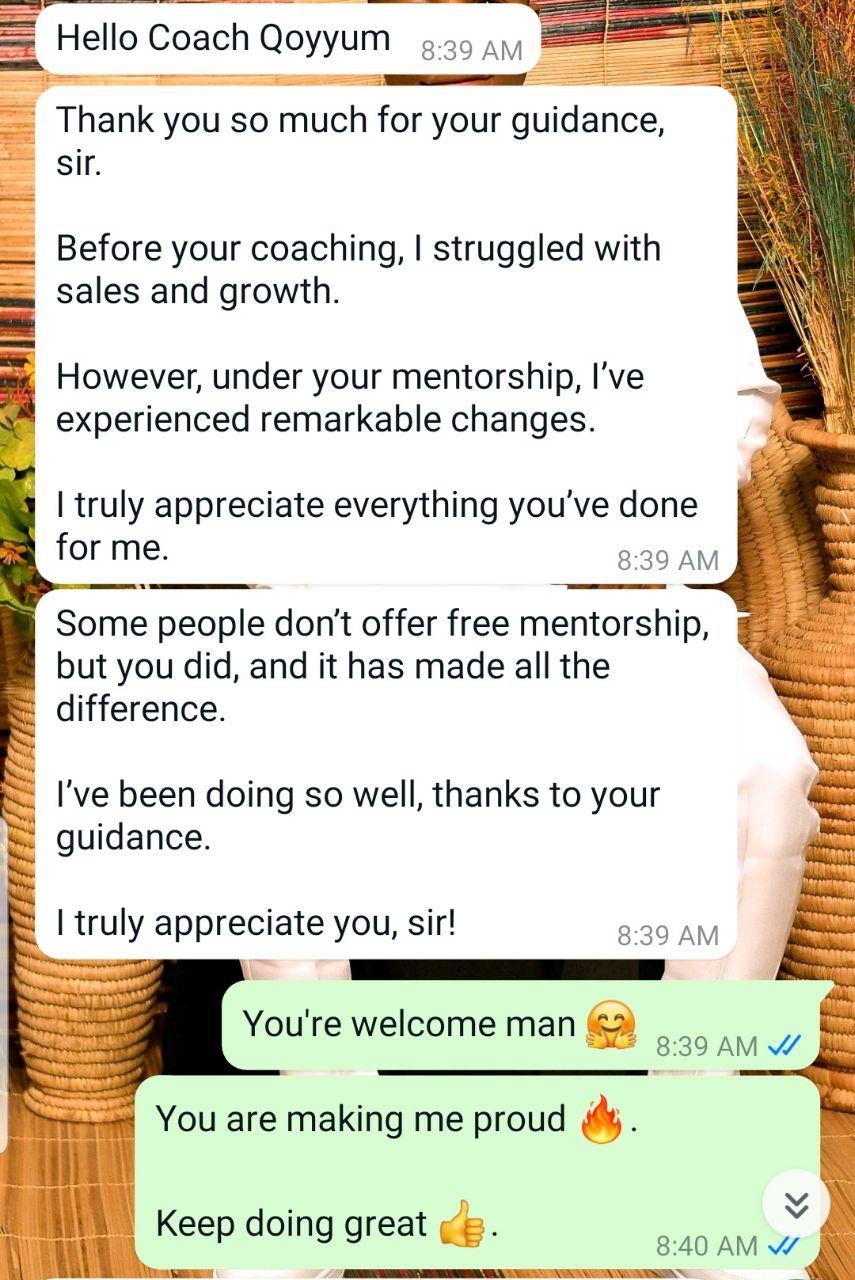 Hello Coach Qoyyum
8:39 AM
Thank you so much for your guidance,
sir.
Before your coaching, I struggled with
sales and growth.
However, under your mentorship, I’ve
experienced remarkable changes.
I truly appreciate everything you’ve done
for me.
8:39 AM
Some people don’t offer free mentorship,
but you did, and it has made all the
difference.
I’ve been doing so well, thanks to your
guidance.
I truly appreciate you, sir!
8:39 AM
You're welcome man 🤗
8:39 AM
You are making me proud 🔥.
Keep doing great 👍.
8:40 AM